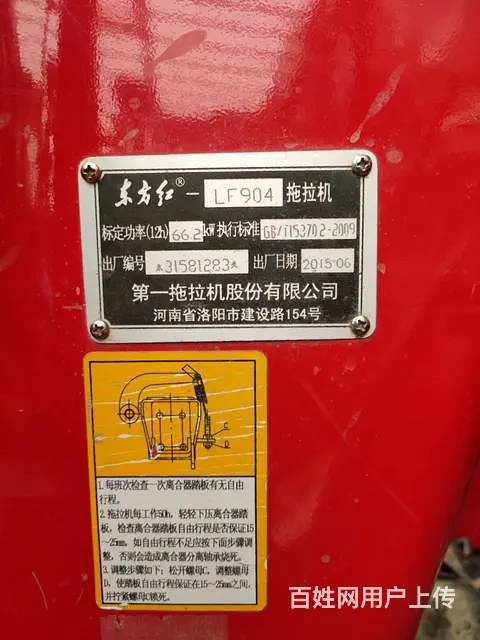 东方红® - LF904 拖拉机
标定功率(12h) 66.2 kW 执行标准 GB/T15370.2-2009
出厂编号 *31581283* 出厂日期 2015-06
第一拖拉机股份有限公司
河南省洛阳市建设路154号
1.每班次检查一次离合器踏板有无自由
行程。
2.拖拉机每工作50h，轻轻下压离合器踏
板，检查离合器踏板自由行程是否保证15
～25mm，如自由行程不足应按下面步骤调
整，否则会造成离合器分离轴承烧死。
3.调整步骤如下：松开螺母C，调整螺母
D，使踏板自由行程保证在15～25mm之间，
并拧紧螺母C锁死。
百姓网用户上传